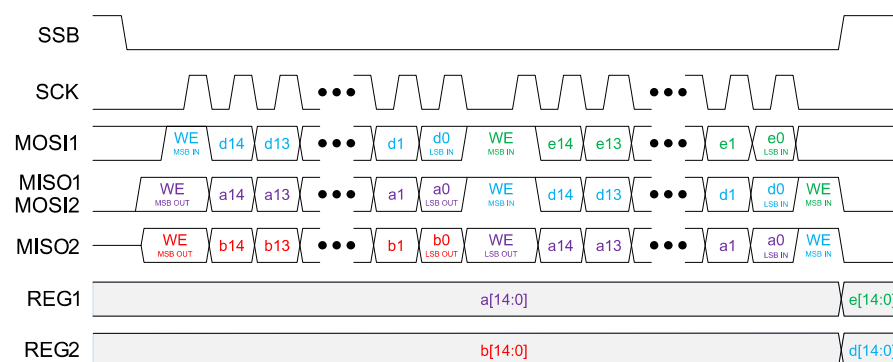 SSB
SCK
MOSI1 WE d14 d13 ••• d1 d0 WE e14 e13 ••• e1 e0
MSB IN LSB IN MSB IN LSB IN
MISO1 WE a14 a13 ••• a1 a0 WE d14 d13 ••• d1 d0 WE
MOSI2 MSB OUT LSB OUT MSB IN LSB IN MSB IN
MISO2 WE b14 b13 ••• b1 b0 WE a14 a13 ••• a1 a0 WE
MSB OUT LSB OUT LSB OUT LSB IN MSB IN
REG1 a[14:0] e[14:0]
REG2 b[14:0] d[14:0]